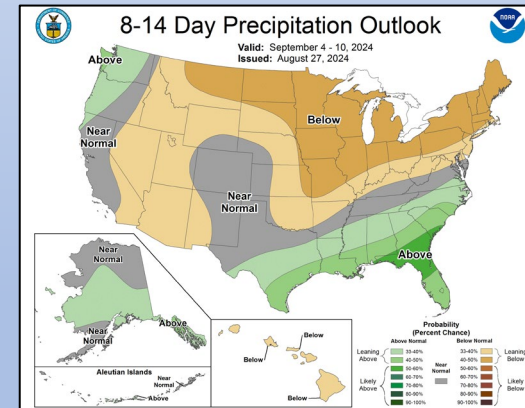 8-14 Day Precipitation Outlook
NOAA
Valid: September 4 - 10, 2024
Issued: August 27, 2024
Above
Near
Normal
Below
Near
Normal
Above
Near
Normal
Near
Normal
Above
Aleutian Islands
Above
Below
Below
Below
Below
Probability
(Percent Chance)
Above Normal Below Normal
Leaning
Above
33-40%
40-50%
Likely
Above
50-60%
60-70%
70-80%
80-90%
90-100%
Near
Normal
33-40%
40-50%
Leaning
Below
50-60%
60-70%
70-80%
80-90%
90-100%
Likely
Below